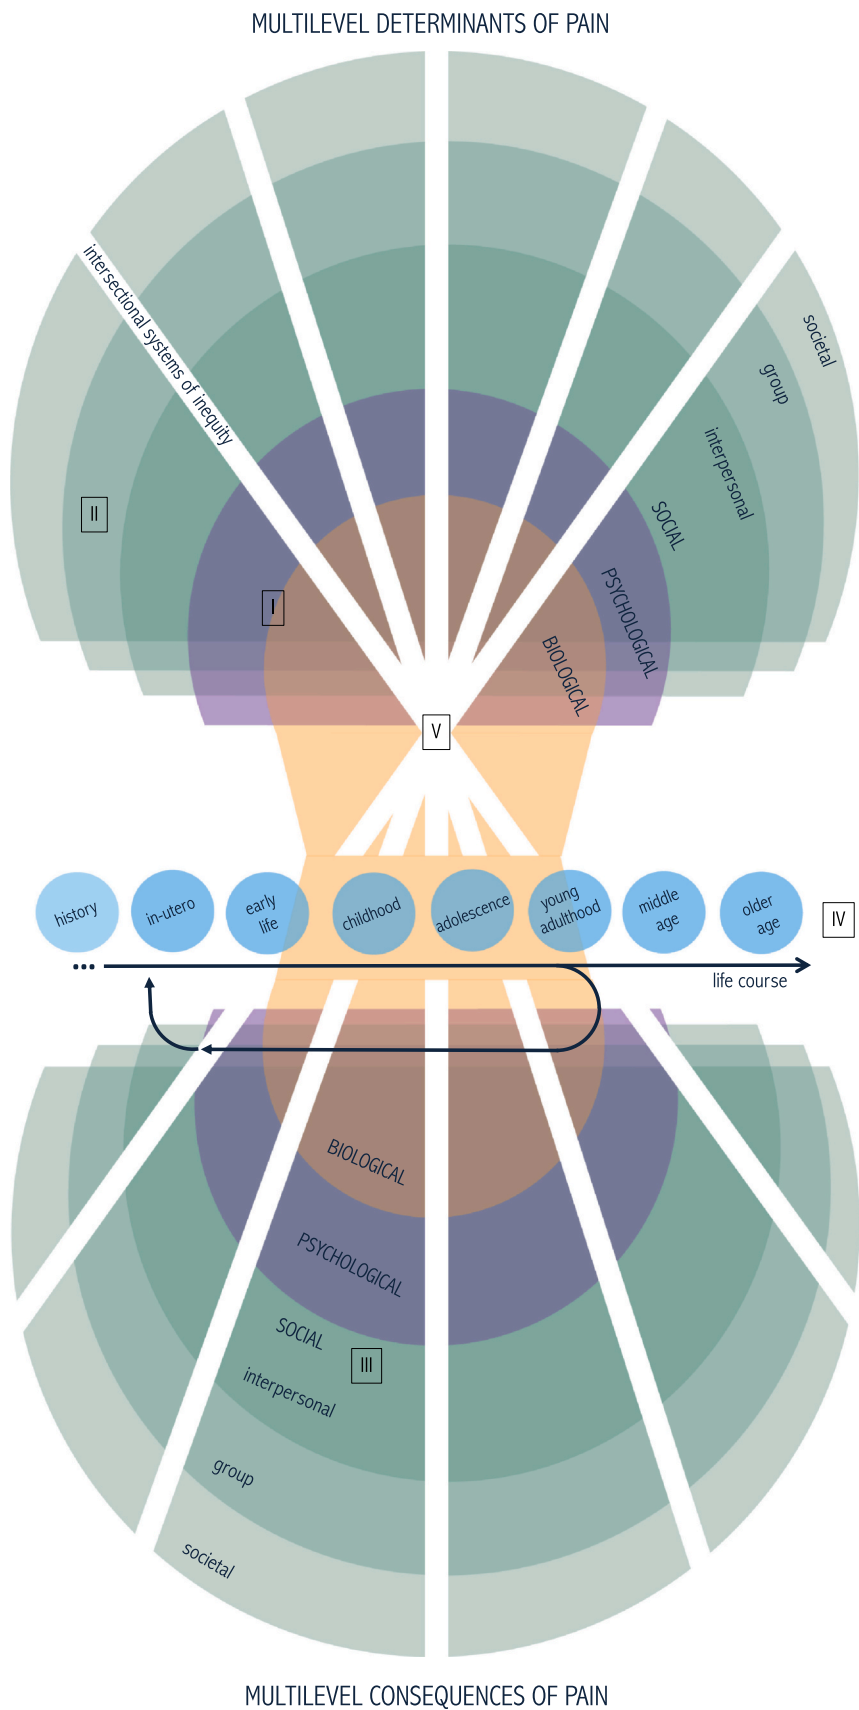 MULTILEVEL DETERMINANTS OF PAIN
intersectional systems of inequity
societal
group
interpersonal
SOCIAL
PSYCHOLOGICAL
BIOLOGICAL
II
I
V
history
in-utero
early
life
childhood
adolescence
young
adulthood
middle
age
older
age
IV
life course
BIOLOGICAL
PSYCHOLOGICAL
SOCIAL
III
interpersonal
group
societal
MULTILEVEL CONSEQUENCES OF PAIN